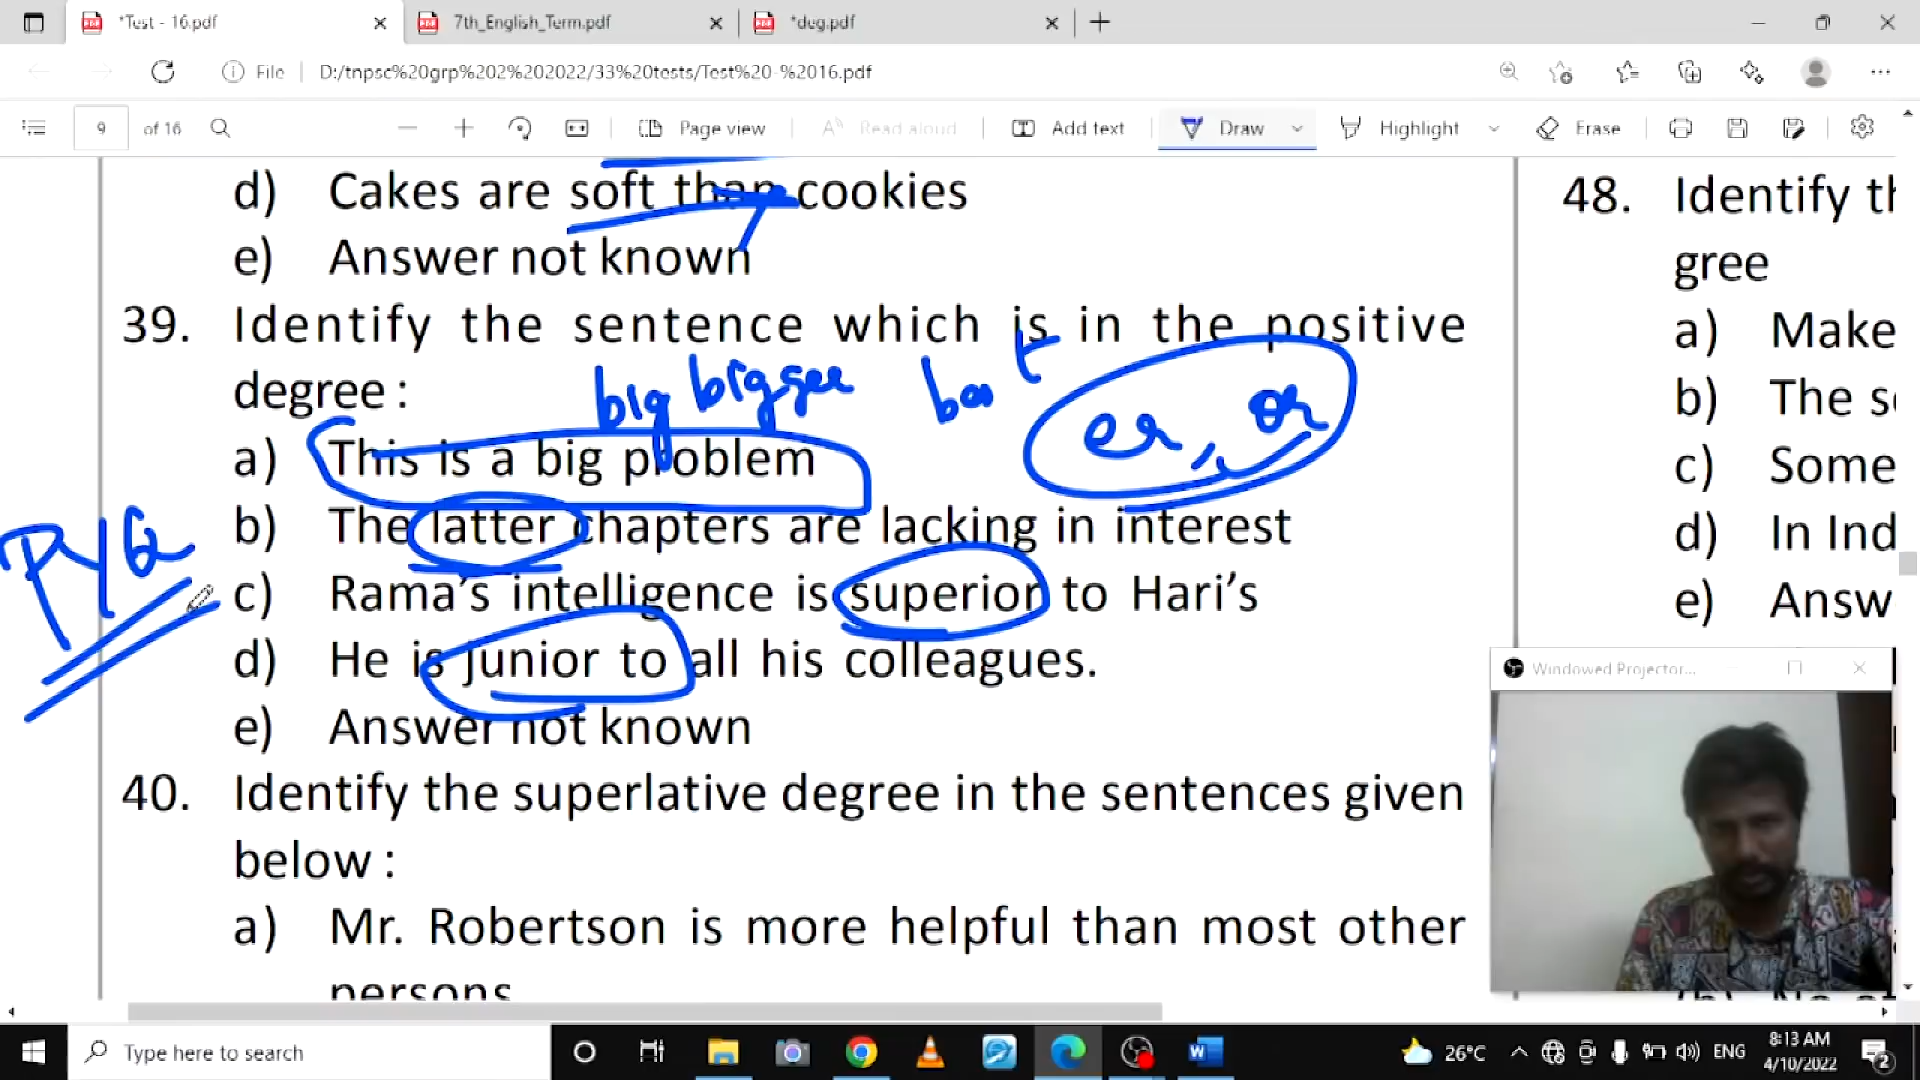 *Test - 16.pdf
7th_English_Term.pdf
*deg.pdf
File
D:/tnpsc%20grp%202%202022/33%20tests/Test%20-%2016.pdf
9 of 16
Page view
Read aloud
Add text
Draw
Highlight
Erase
d) Cakes are soft than cookies
e) Answer not known
39. Identify the sentence which is in the positive
degree :
big
er, or
a) This is a big problem
b) The latter chapters are lacking in interest
PYQ
c) Rama's intelligence is superior to Hari's
d) He is junior to all his colleagues.
e) Answer not known
40. Identify the superlative degree in the sentences given
below :
a) Mr. Robertson is more helpful than most other
persons
48. Identify th
gree
a) Make
b) The s
c) Some
d) In Ind
e) Answ
Windowed Projector...
Type here to search
26°C
ENG
8:13 AM
4/10/2022
2